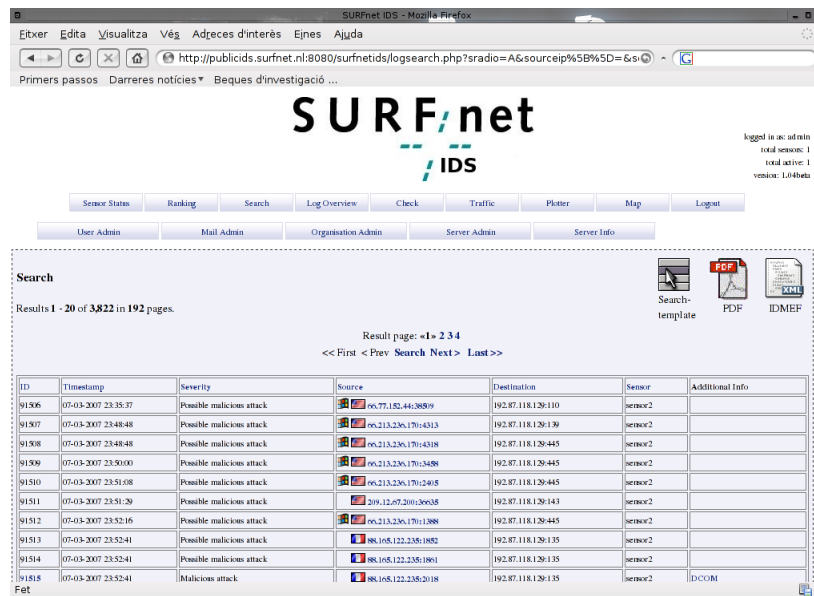 SURFnet IDS - Mozilla Firefox
Eitxer Edita Visualitza Vés Adreces d'interès Eines Ajuda
http://publicids.surfnet.nl:8080/surfnetids/logsearch.php?sradio=A&sourceip%5B%5D=&s
Primers passos Darreres notícies Beques d'investigació ...
SURFnet
IDS
logged in as: admin
total sensors: 1
total active: 1
version: 1.04beta
Sensor Status Ranking Search Log Overview Check Traffic Plotter Map Logout
User Admin Mail Admin Organisation Admin Server Admin Server Info
Search
Results 1 - 20 of 3,822 in 192 pages.
Search-template
PDF
PDF
XML
IDMEF
Result page: «1» 2 3 4
<< First < Prev Search Next > Last >>
ID Timestamp Severity Source Destination Sensor Additional Info
91506 07-03-2007 23:35:37 Possible malicious attack 66.77.152.44:38509 192.87.118.129:110 sensor2
91507 07-03-2007 23:48:48 Possible malicious attack 66.213.236.170:4313 192.87.118.129:139 sensor2
91508 07-03-2007 23:48:48 Possible malicious attack 66.213.236.170:4318 192.87.118.129:445 sensor2
91509 07-03-2007 23:50:00 Possible malicious attack 66.213.236.170:3458 192.87.118.129:445 sensor2
91510 07-03-2007 23:51:08 Possible malicious attack 66.213.236.170:2405 192.87.118.129:445 sensor2
91511 07-03-2007 23:51:29 Possible malicious attack 209.12.67.200:36635 192.87.118.129:143 sensor2
91512 07-03-2007 23:52:16 Possible malicious attack 66.213.236.170:1388 192.87.118.129:445 sensor2
91513 07-03-2007 23:52:41 Possible malicious attack 88.165.122.235:1852 192.87.118.129:135 sensor2
91514 07-03-2007 23:52:41 Possible malicious attack 88.165.122.235:1861 192.87.118.129:135 sensor2
91515 07-03-2007 23:52:41 Malicious attack 88.165.122.235:2018 192.87.118.129:135 sensor2 DCOM
Fet